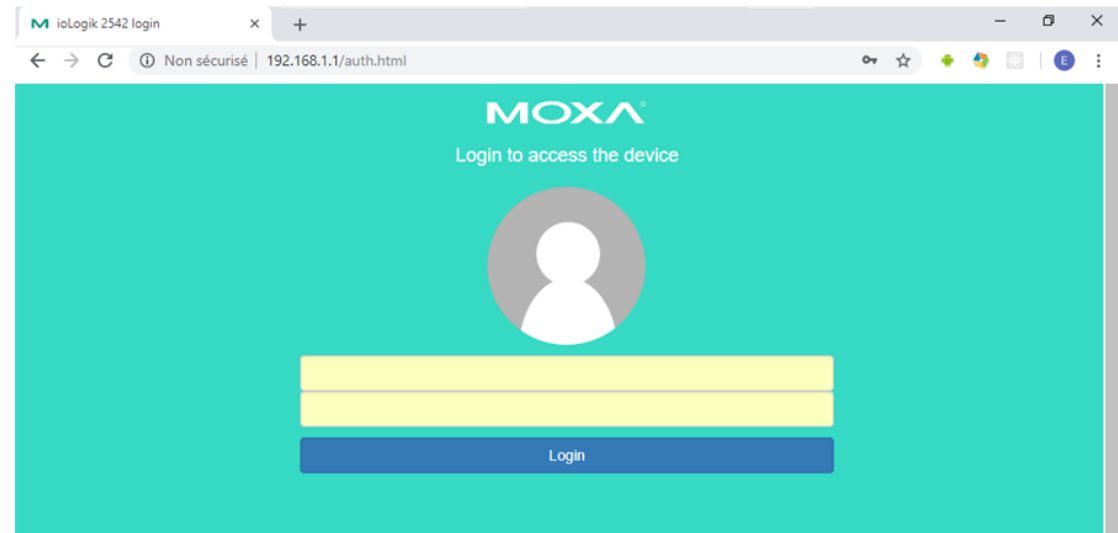 ioLogik 2542 login
Non sécurisé | 192.168.1.1/auth.html
E
MOXA®
Login to access the device
Login